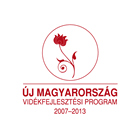 ÚJ MAGYARORSZÁG
VIDÉKFEJLESZTÉSI PROGRAM
2007–2013